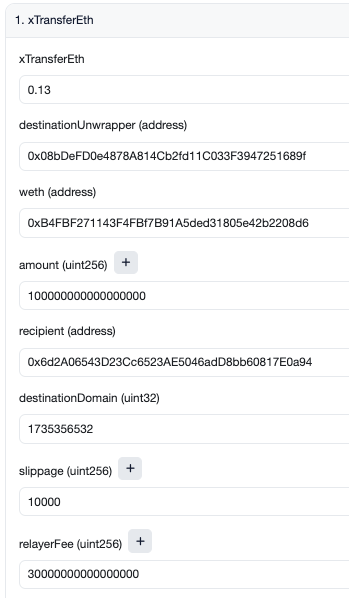 1. xTransferEth
xTransferEth
0.13
destinationUnwrapper (address)
0x08bDeFD0e4878A814Cb2fd11C033F3947251689f
weth (address)
0xB4FBF271143F4FBf7B91A5ded31805e42b2208d6
amount (uint256) +
100000000000000000
recipient (address)
0x6d2A06543D23Cc6523AE5046adD8bb60817E0a94
destinationDomain (uint32)
1735356532
slippage (uint256) +
10000
relayerFee (uint256) +
30000000000000000